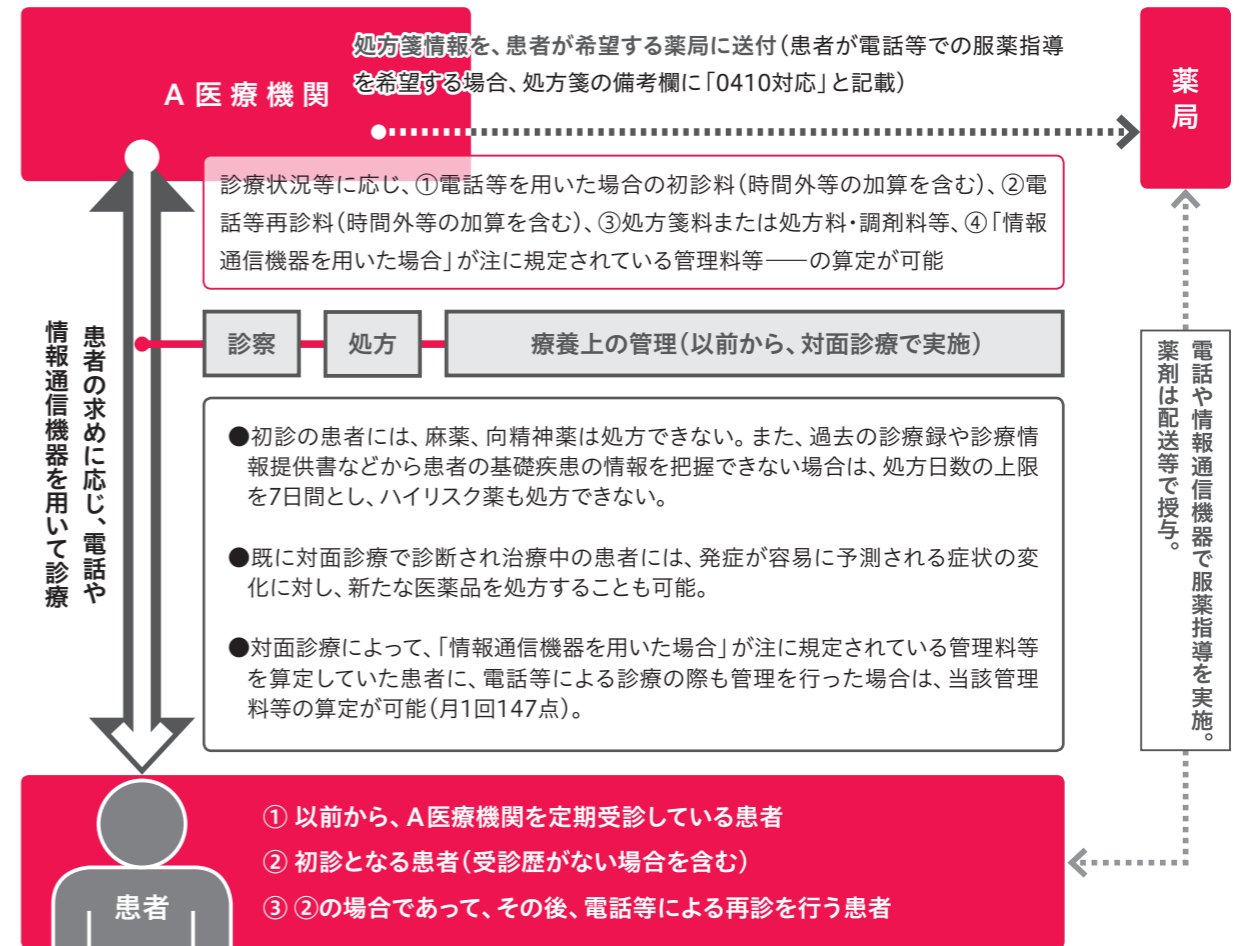 処方箋情報を、患者が希望する薬局に送付(患者が電話等での服薬指導
を希望する場合、処方箋の備考欄に「0410対応」と記載)
A医療機関
薬局
診療状況等に応じ、①電話等を用いた場合の初診料(時間外等の加算を含む)、②電
話等再診料(時間外等の加算を含む)、③処方箋料または処方料・調剤料等、④「情報
通信機器を用いた場合」が注に規定されている管理料等――の算定が可能
患者の求めに応じ、電話や
情報通信機器を用いて診療
診察
処方
療養上の管理(以前から、対面診療で実施)
●初診の患者には、麻薬、向精神薬は処方できない。また、過去の診療録や診療情
報提供書などから患者の基礎疾患の情報を把握できない場合は、処方日数の上限
を7日間とし、ハイリスク薬も処方できない。
●既に対面診療で診断され治療中の患者には、発症が容易に予測される症状の変
化に対し、新たな医薬品を処方することも可能。
●対面診療によって、「情報通信機器を用いた場合」が注に規定されている管理料等
を算定していた患者に、電話等による診療の際も管理を行った場合は、当該管理
料等の算定が可能(月1回147点)。
電話や情報通信機器で服薬指導を実施。
薬剤は配送等で授与。
患者
① 以前から、A医療機関を定期受診している患者
② 初診となる患者(受診歴がない場合を含む)
③ ②の場合であって、その後、電話等による再診を行う患者